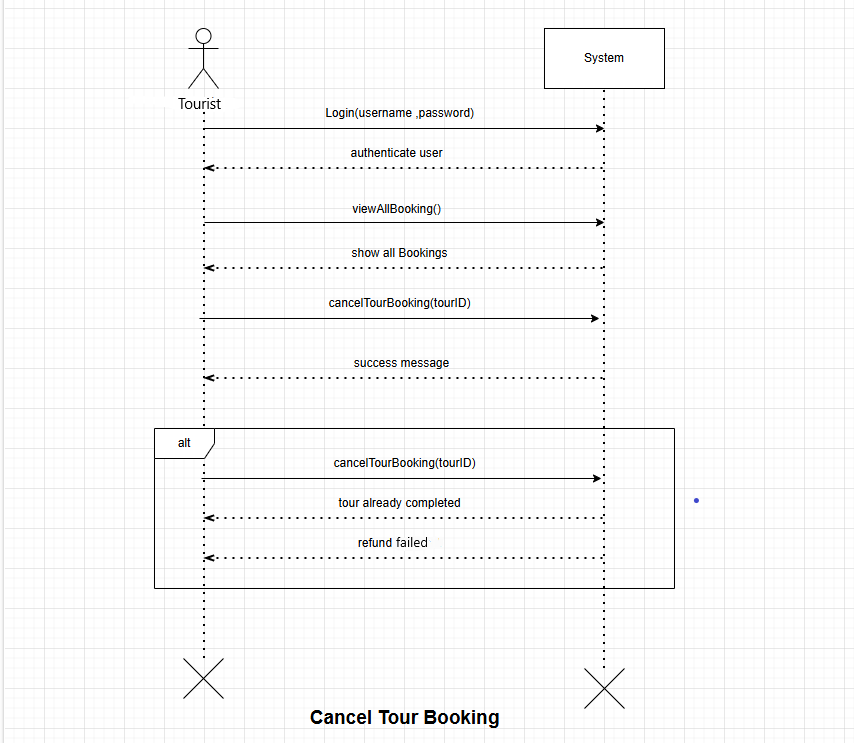 System
Tourist
Login(username ,password)
authenticate user
viewAllBooking()
show all Bookings
cancelTourBooking(tourID)
success message
alt
cancelTourBooking(tourID)
tour already completed
refund failed
Cancel Tour Booking